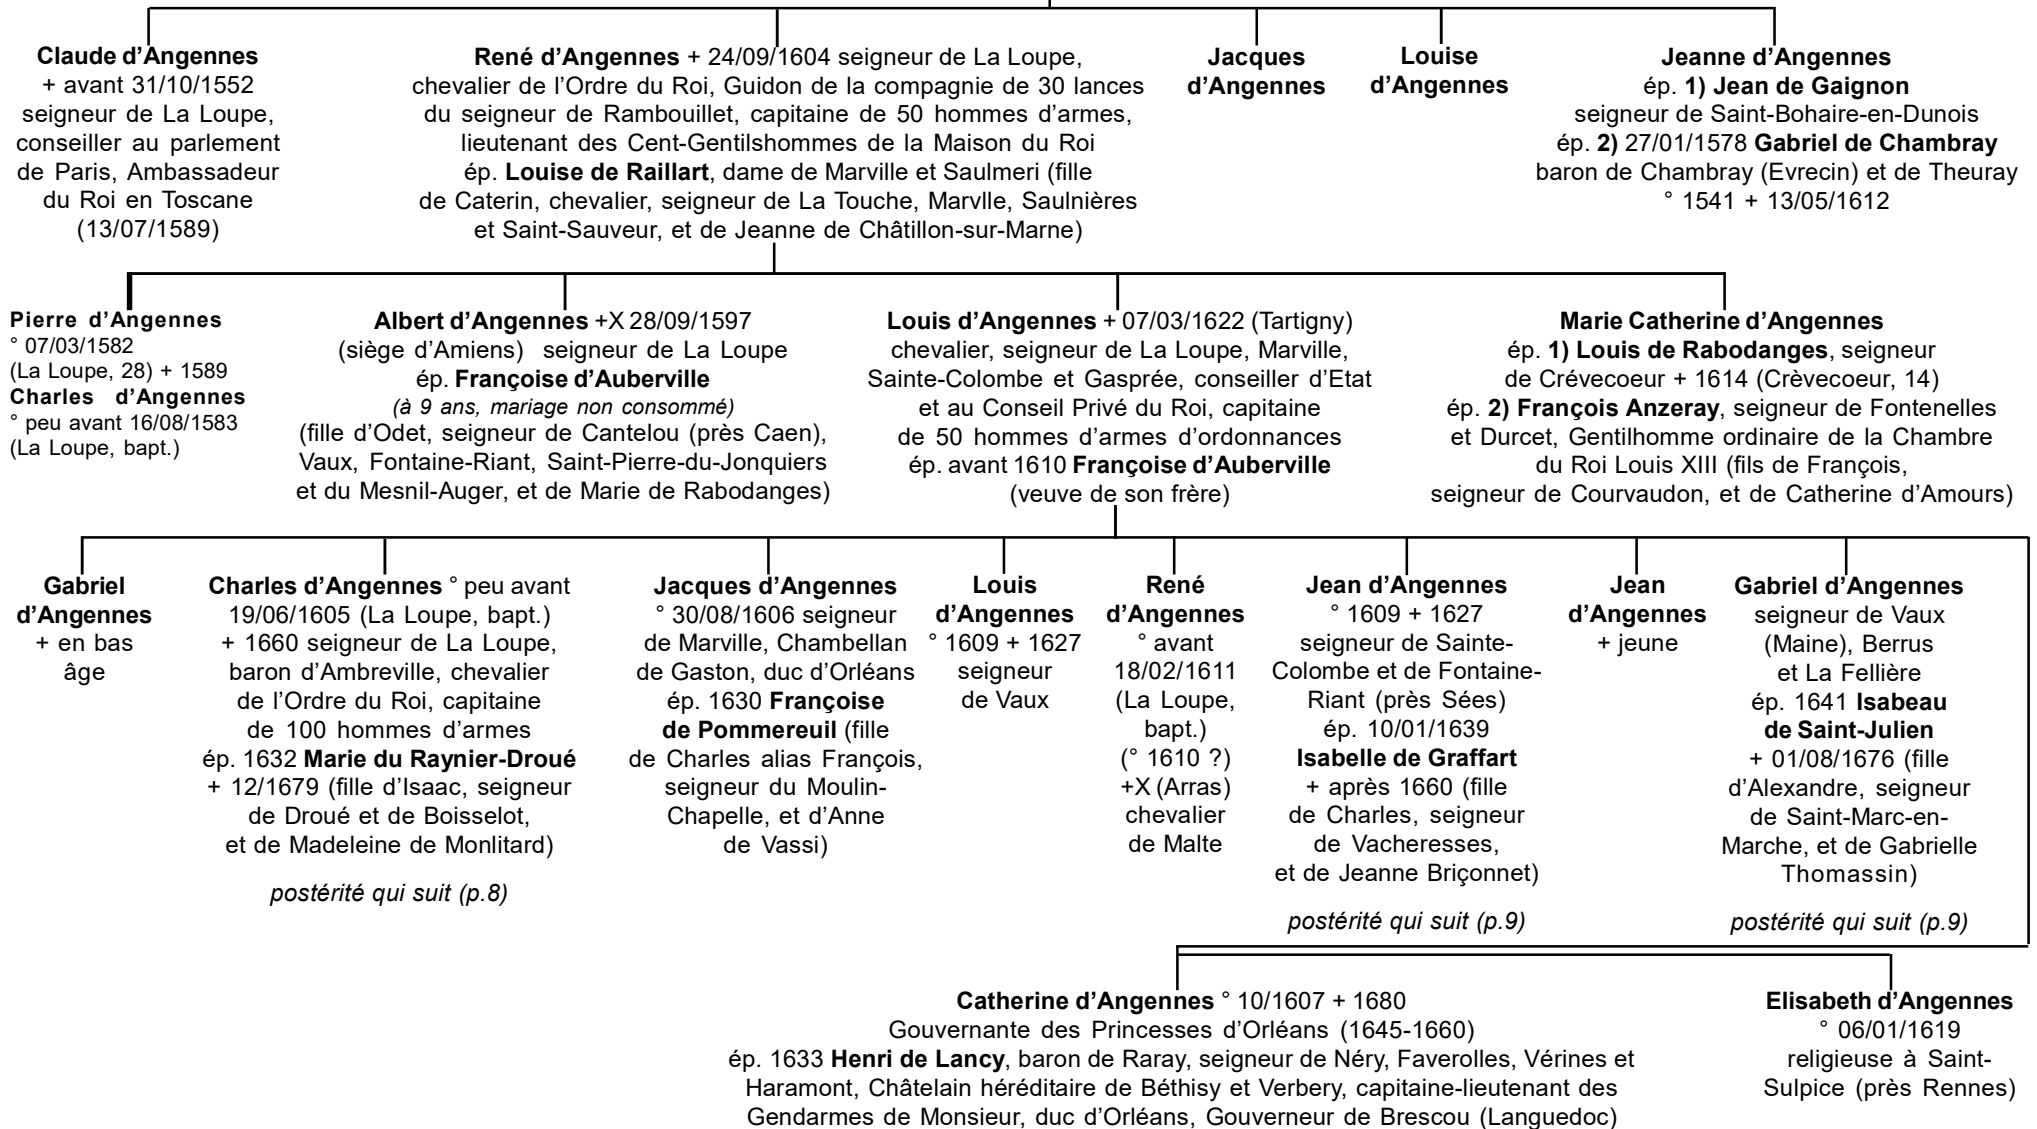 Claude d’Angennes
+ avant 31/10/1552
seigneur de La Loupe,
conseiller au parlement
de Paris, Ambassadeur
du Roi en Toscane
(13/07/1589)
René d’Angennes + 24/09/1604 seigneur de La Loupe,
chevalier de l’Ordre du Roi, Guidon de la compagnie de 30 lances
du seigneur de Rambouillet, capitaine de 50 hommes d’armes,
lieutenant des Cent-Gentilshommes de la Maison du Roi
ép. Louise de Raillart, dame de Marville et Saulmeri (fille
de Caterin, chevalier, seigneur de La Touche, Marvlle, Saulnières
et Saint-Sauveur, et de Jeanne de Châtillon-sur-Marne)
Jacques
d’Angennes
Louise
d’Angennes
Jeanne d’Angennes
ép. 1) Jean de Gaignon
seigneur de Saint-Bohaire-en-Dunois
ép. 2) 27/01/1578 Gabriel de Chambray
baron de Chambray (Evrecin) et de Theuray
° 1541 + 13/05/1612
Pierre d’Angennes
° 07/03/1582
(La Loupe, 28) + 1589
Charles d’Angennes
° peu avant 16/08/1583
(La Loupe, bapt.)
Albert d’Angennes +X 28/09/1597
(siège d’Amiens) seigneur de La Loupe
ép. Françoise d’Auberville
(à 9 ans, mariage non consommé)
(fille d’Odet, seigneur de Cantelou (près Caen),
Vaux, Fontaine-Riant, Saint-Pierre-du-Jonquiers
et du Mesnil-Auger, et de Marie de Rabodanges)
Louis d’Angennes + 07/03/1622 (Tartigny)
chevalier, seigneur de La Loupe, Marville,
Sainte-Colombe et Gasprée, conseiller d’Etat
et au Conseil Privé du Roi, capitaine
de 50 hommes d’armes d’ordonnances
ép. avant 1610 Françoise d’Auberville
(veuve de son frère)
Marie Catherine d’Angennes
ép. 1) Louis de Rabodanges, seigneur
de Crévecoeur + 1614 (Crèvecoeur, 14)
ép. 2) François Anzeray, seigneur de Fontenelles
et Durcet, Gentilhomme ordinaire de la Chambre
du Roi Louis XIII (fils de François,
seigneur de Courvaudon, et de Catherine d’Amours)
Gabriel
d’Angennes
+ en bas
âge
Charles d’Angennes ° peu avant
19/06/1605 (La Loupe, bapt.)
+ 1660 seigneur de La Loupe,
baron d’Ambreville, chevalier
de l’Ordre du Roi, capitaine
de 100 hommes d’armes
ép. 1632 Marie du Raynier-Droué
+ 12/1679 (fille d’Isaac, seigneur
de Droué et de Boisselot,
et de Madeleine de Monlitard)
postérité qui suit (p.8)
Jacques d’Angennes
° 30/08/1606 seigneur
de Marville, Chambellan
de Gaston, duc d’Orléans
ép. 1630 Françoise
de Pommereuil (fille
de Charles alias François,
seigneur du Moulin-
Chapelle, et d’Anne
de Vassi)
Louis
d’Angennes
° 1609 + 1627
seigneur
de Vaux
René
d’Angennes
° avant
18/02/1611
(La Loupe,
bapt.)
(° 1610 ?)
+X (Arras)
chevalier
de Malte
Jean d’Angennes
° 1609 + 1627
seigneur de Sainte-
Colombe et de Fontaine-
Riant (près Sées)
ép. 10/01/1639
Isabelle de Graffart
+ après 1660 (fille
de Charles, seigneur
de Vacheresses,
et de Jeanne Briçonnet)
postérité qui suit (p.9)
Jean
d’Angennes
+ jeune
Gabriel d’Angennes
seigneur de Vaux
(Maine), Berrus
et La Fellière
ép. 1641 Isabeau
de Saint-Julien
+ 01/08/1676 (fille
d’Alexandre, seigneur
de Saint-Marc-en-
Marche, et de Gabrielle
Thomassin)
postérité qui suit (p.9)
Catherine d’Angennes ° 10/1607 + 1680
Gouvernante des Princesses d’Orléans (1645-1660)
ép. 1633 Henri de Lancy, baron de Raray, seigneur de Néry, Faverolles, Vérines et
Haramont, Châtelain héréditaire de Béthisy et Verbery, capitaine-lieutenant des
Gendarmes de Monsieur, duc d’Orléans, Gouverneur de Brescou (Languedoc)
Elisabeth d’Angennes
° 06/01/1619
religieuse à Saint-
Sulpice (près Rennes)